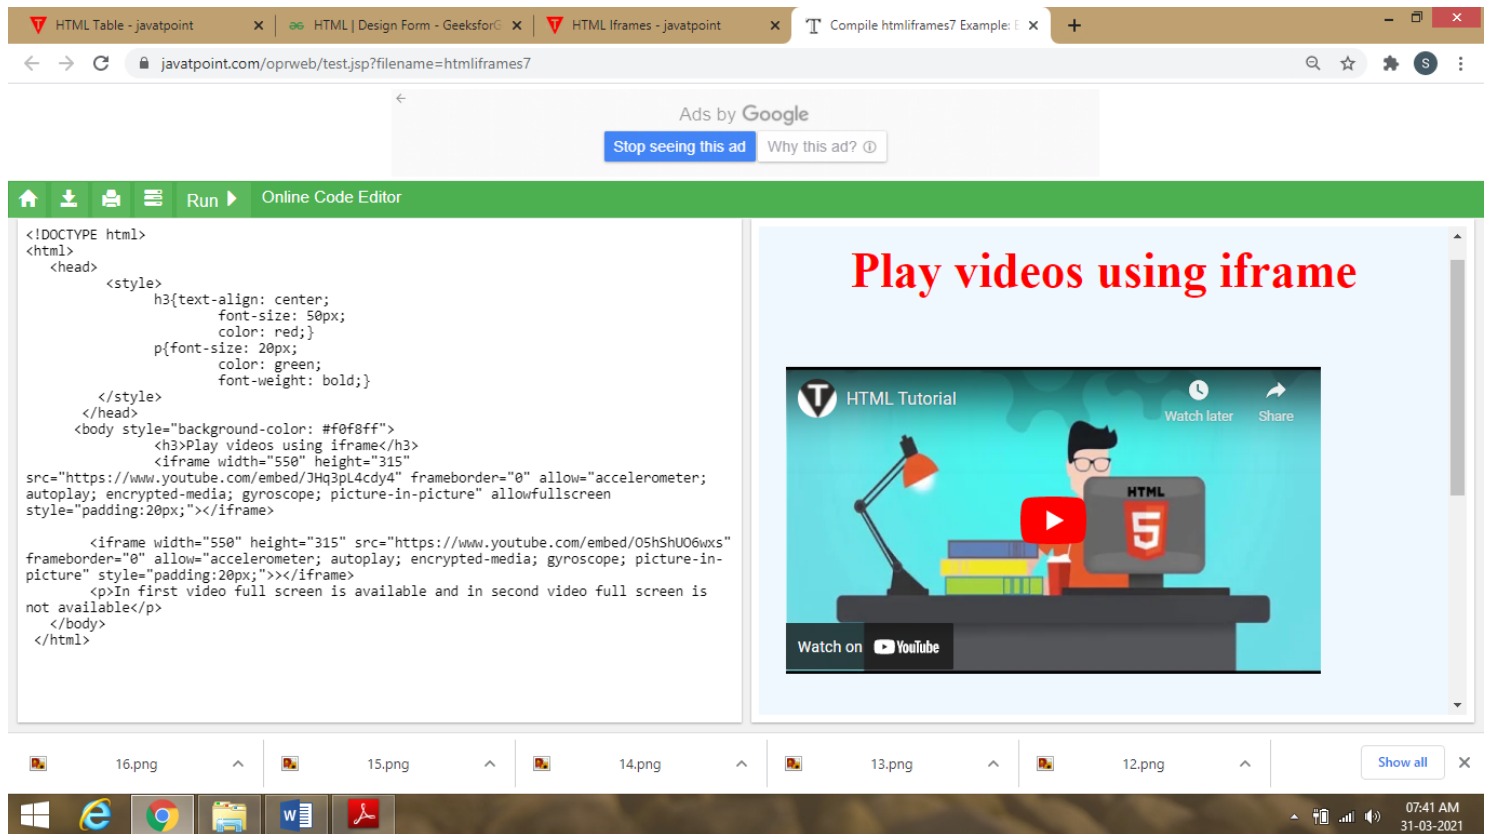 HTML Table - javatpoint
HTML | Design Form - GeeksforG
HTML Iframes - javatpoint
Compile htmliframes7 Example:
javatpoint.com/oprweb/test.jsp?filename=htmliframes7
S
Ads by Google
Stop seeing this ad
Why this ad?
Run
Online Code Editor
<!DOCTYPE html>
<html>
<head>
<style>
h3{text-align: center;
font-size: 50px;
color: red;}
p{font-size: 20px;
color: green;
font-weight: bold;}
</style>
</head>
<body style="background-color: #f0f8ff">
<h3>Play videos using iframe</h3>
<iframe width="550" height="315"
src="https://www.youtube.com/embed/JHq3pL4cdy4" frameborder="0" allow="accelerometer;
autoplay; encrypted-media; gyroscope; picture-in-picture" allowfullscreen
style="padding:20px;"></iframe>
<iframe width="550" height="315" src="https://www.youtube.com/embed/O5hShUO6wxs"
frameborder="0" allow="accelerometer; autoplay; encrypted-media; gyroscope; picture-in-
picture" style="padding:20px;">></iframe>
<p>In first video full screen is available and in second video full screen is
not available</p>
</body>
</html>
Play videos using iframe
T
HTML Tutorial
Watch later
Share
HTML
5
Watch on YouTube
16.png
15.png
14.png
13.png
12.png
Show all
07:41 AM
31-03-2021